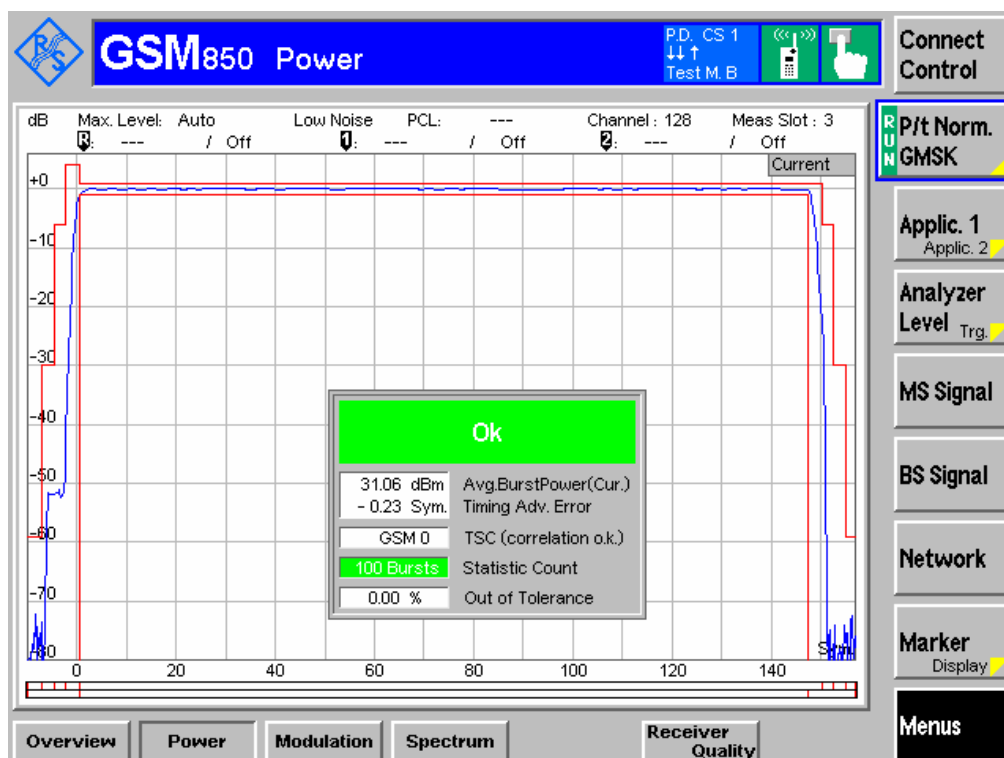 R S
GSM850 Power
P.D. CS 1
Test M. B
Connect Control
dB Max. Level: Auto Low Noise PCL: --- Channel : 128 Meas Slot : 3
R: --- / Off 1: --- / Off 2: --- / Off
Current
RUN
P/t Norm.
GMSK
Applic. 1
Applic. 2
Analyzer
Level Trg.
MS Signal
BS Signal
Network
Marker
Display
Menus
+0
-10
-20
-30
-40
-50
-60
-70
-80
Ok
31.06 dBm Avg.BurstPower(Cur.)
- 0.23 Sym. Timing Adv. Error
GSM 0 TSC (correlation o.k.)
100 Bursts Statistic Count
0.00 % Out of Tolerance
Sym.
0 20 40 60 80 100 120 140
Overview Power Modulation Spectrum Receiver Quality